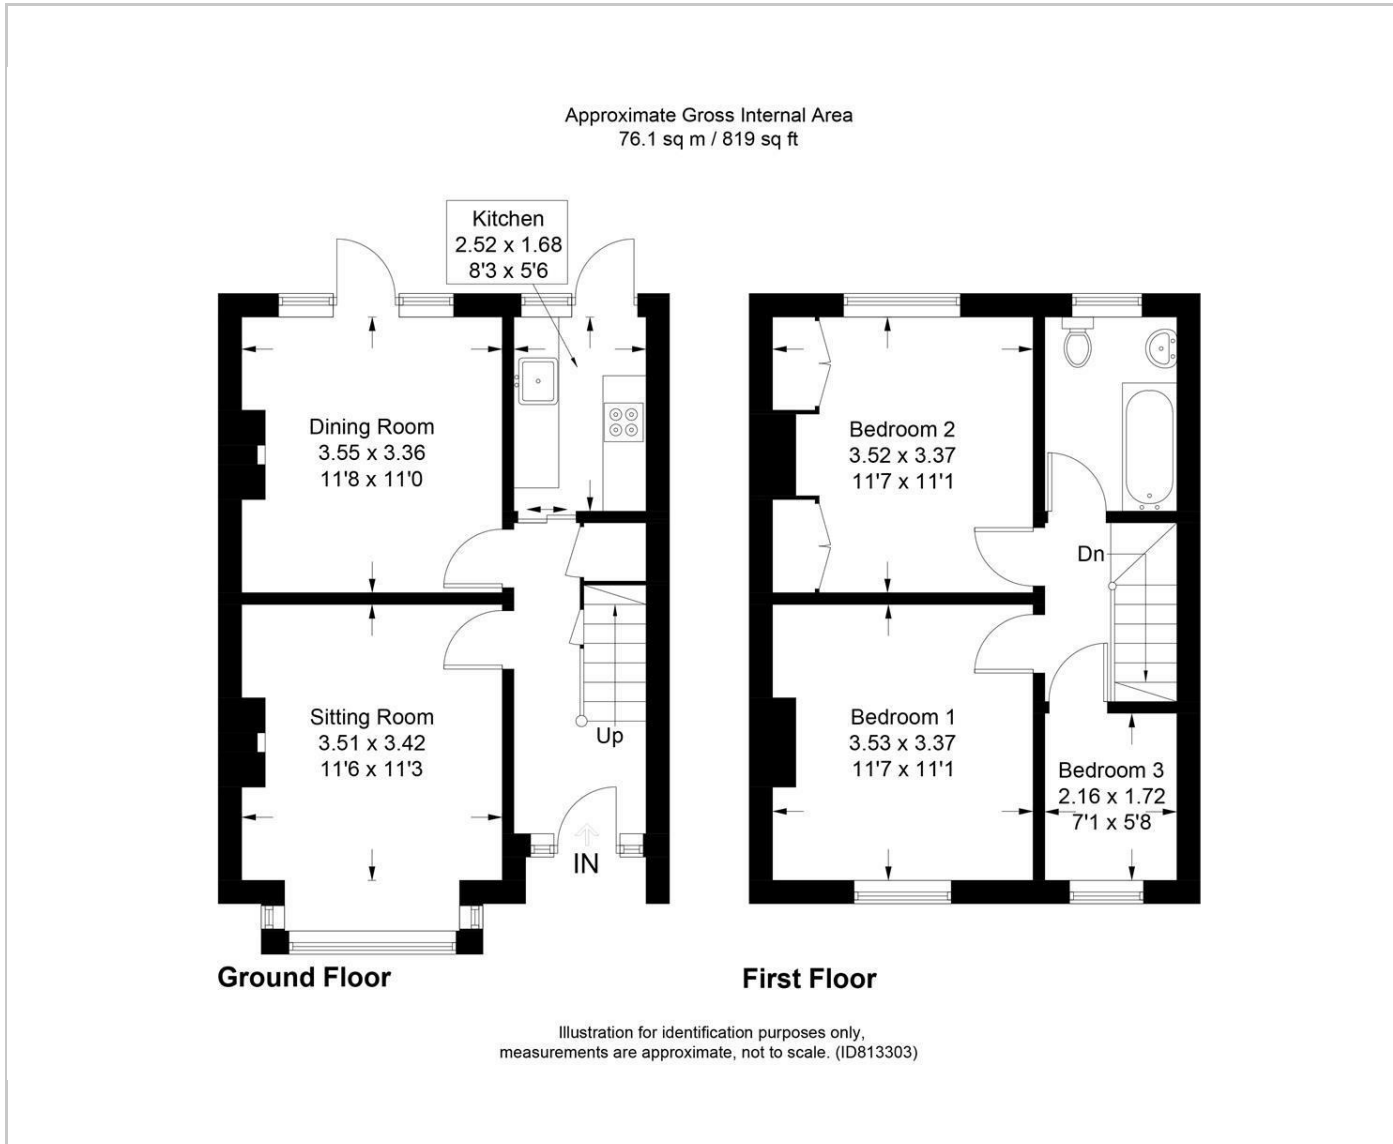 Approximate Gross Internal Area
76.1 sq m / 819 sq ft
Kitchen
2.52 x 1.68
8'3 x 5'6
Dining Room
3.55 x 3.36
11'8 x 11'0
Sitting Room
3.51 x 3.42
11'6 x 11'3
Up
IN
Ground Floor
Bedroom 2
3.52 x 3.37
11'7 x 11'1
Dn
Bedroom 1
3.53 x 3.37
11'7 x 11'1
Bedroom 3
2.16 x 1.72
7'1 x 5'8
First Floor
Illustration for identification purposes only,
measurements are approximate, not to scale. (ID813303)